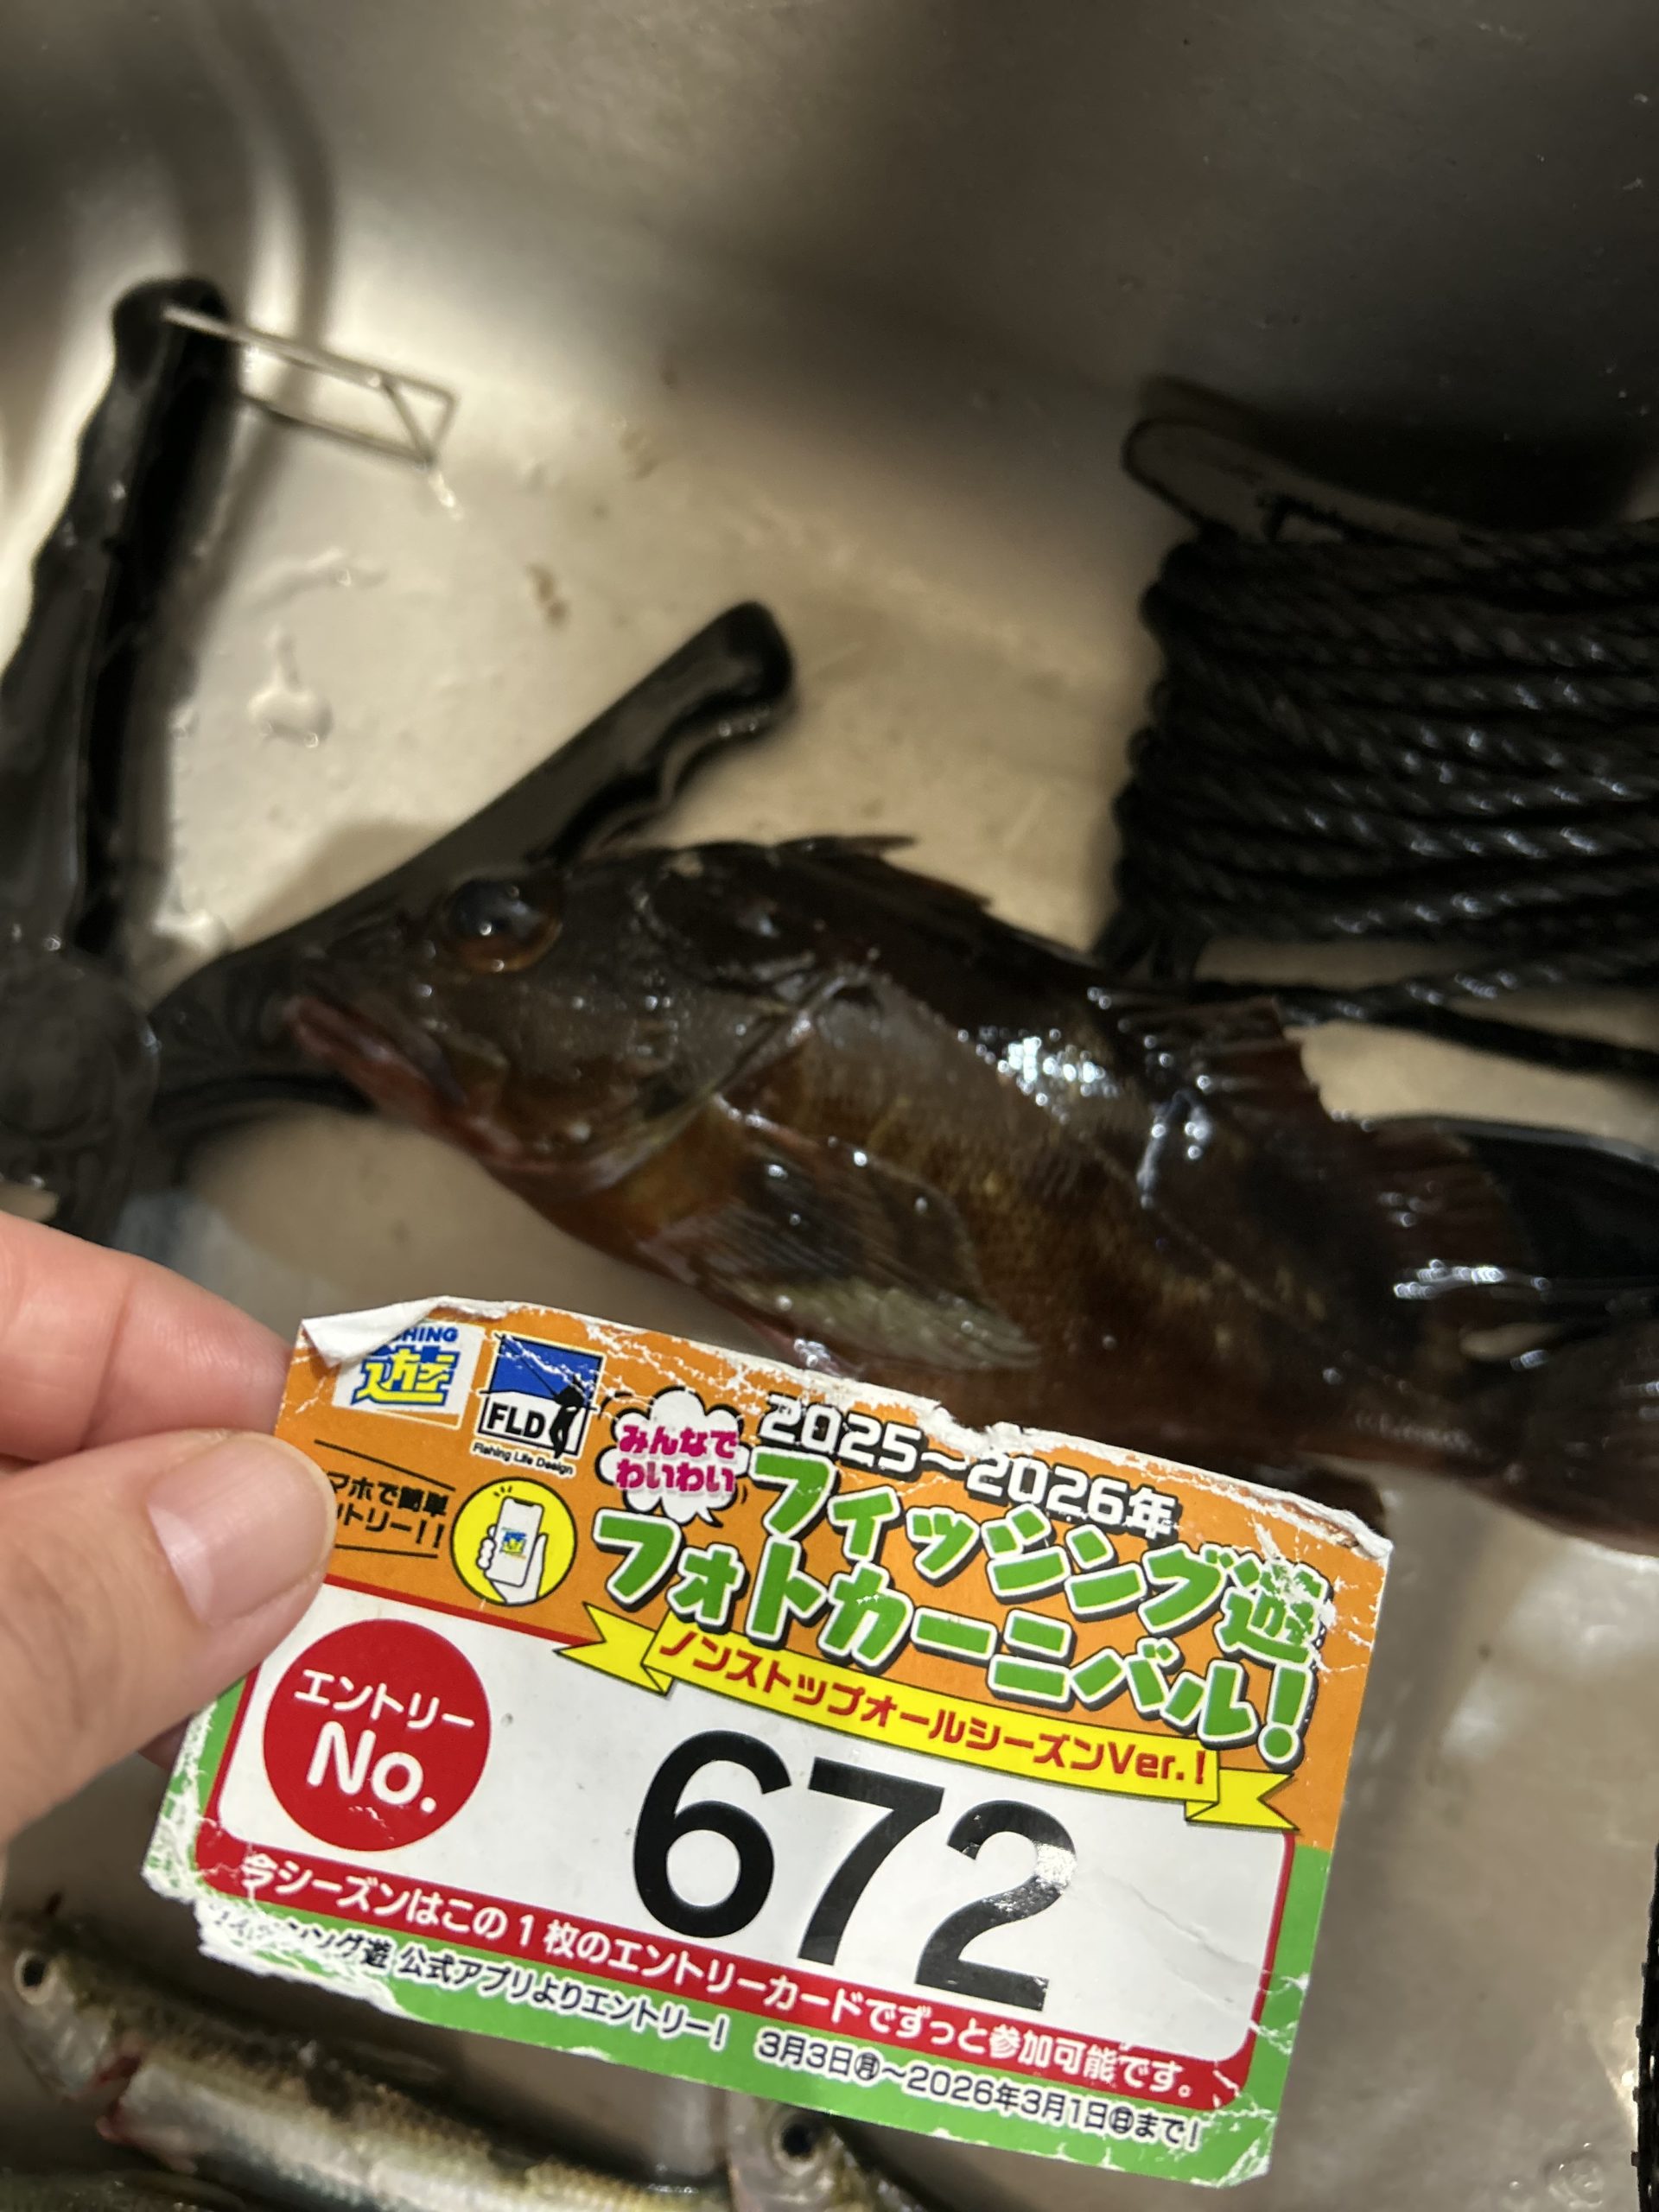 遊
FLD
Fishing Life Design
2025〜2026年
みんなで
わいわい
フィッシング遊
フォトカーニバル!
マホで簡単
トリー!!
ノンストップオールシーズンVer.!
エントリー
No.
672
今シーズンはこの1枚のエントリーカードでずっと参加可能です。
ング遊 公式アプリよりエントリー! 3月3日㊊〜2026年3月1日㊐まで!